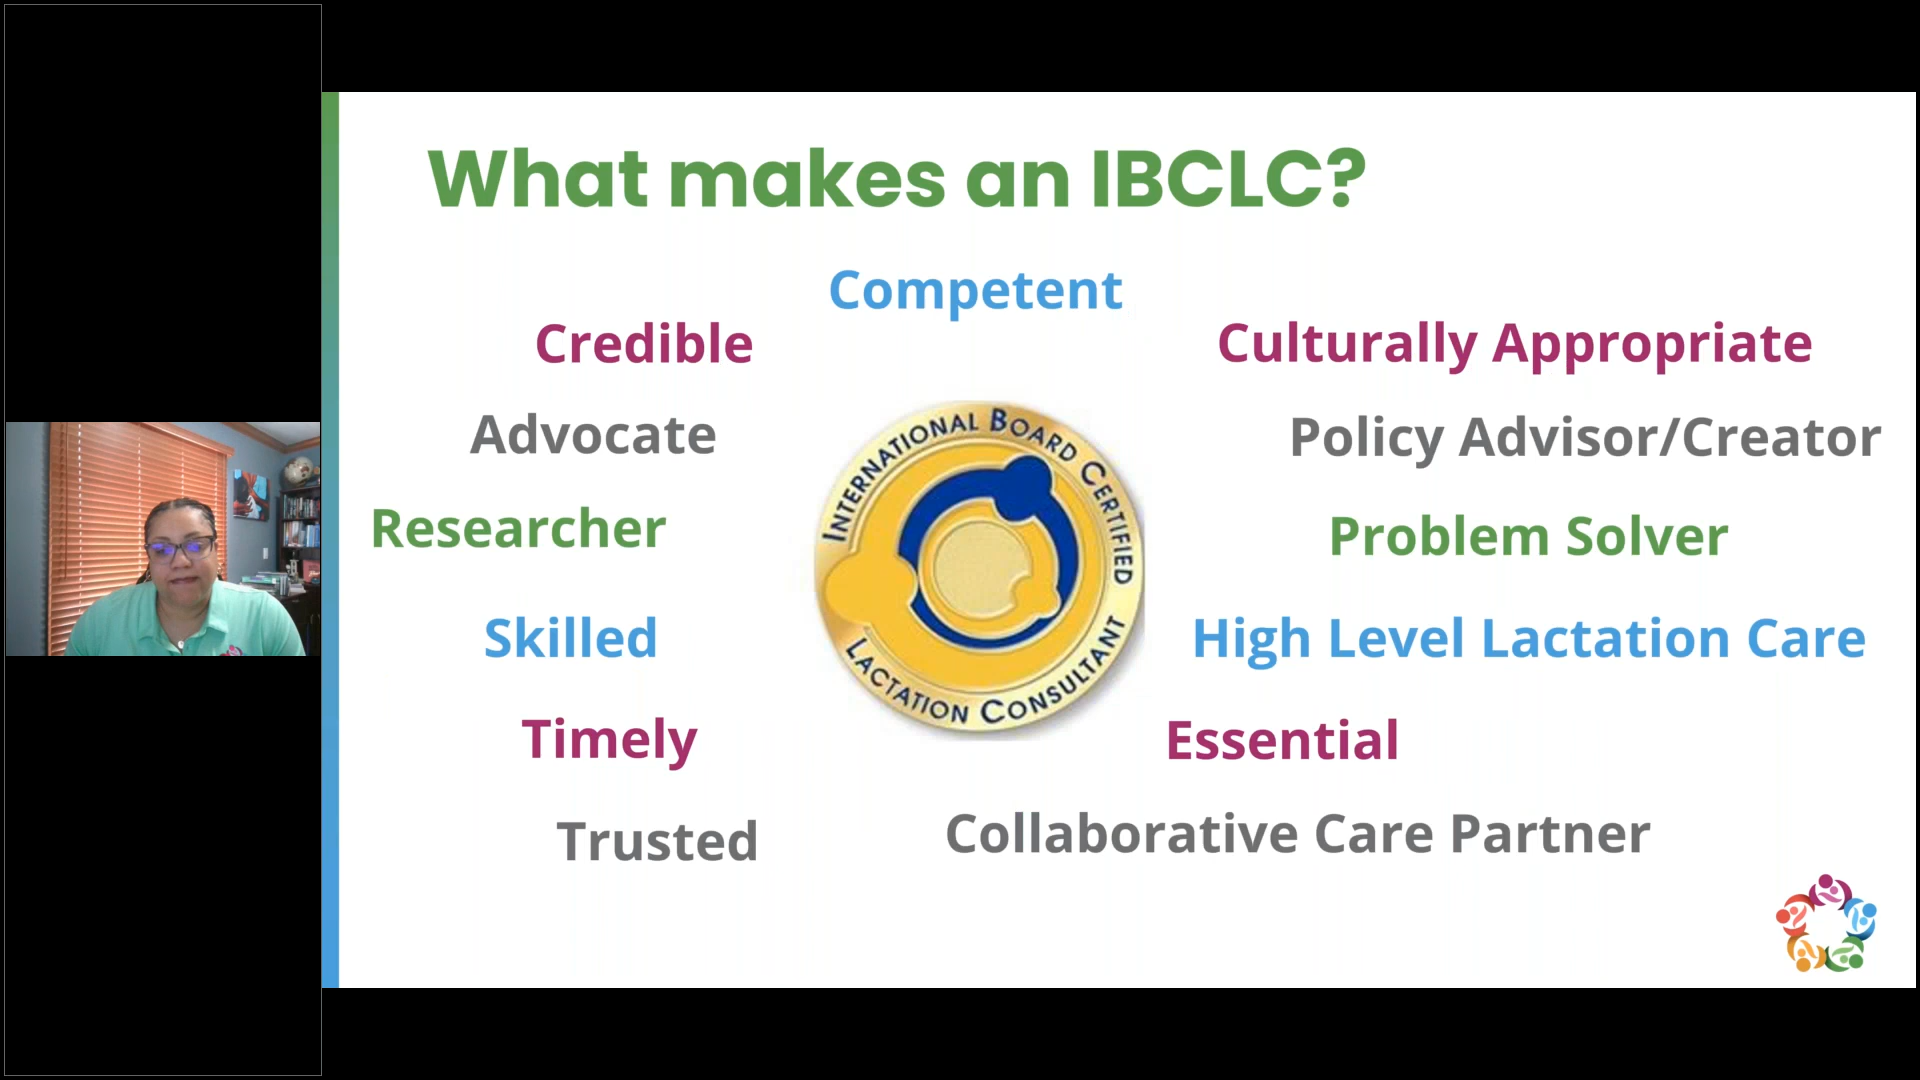 What makes an IBCLC?
Competent
Credible
Culturally Appropriate
Advocate
Policy Advisor/Creator
Researcher
Problem Solver
Skilled
High Level Lactation Care
Timely
Essential
Trusted
Collaborative Care Partner
INTERNATIONAL BOARD CERTIFIED
LACTATION CONSULTANT